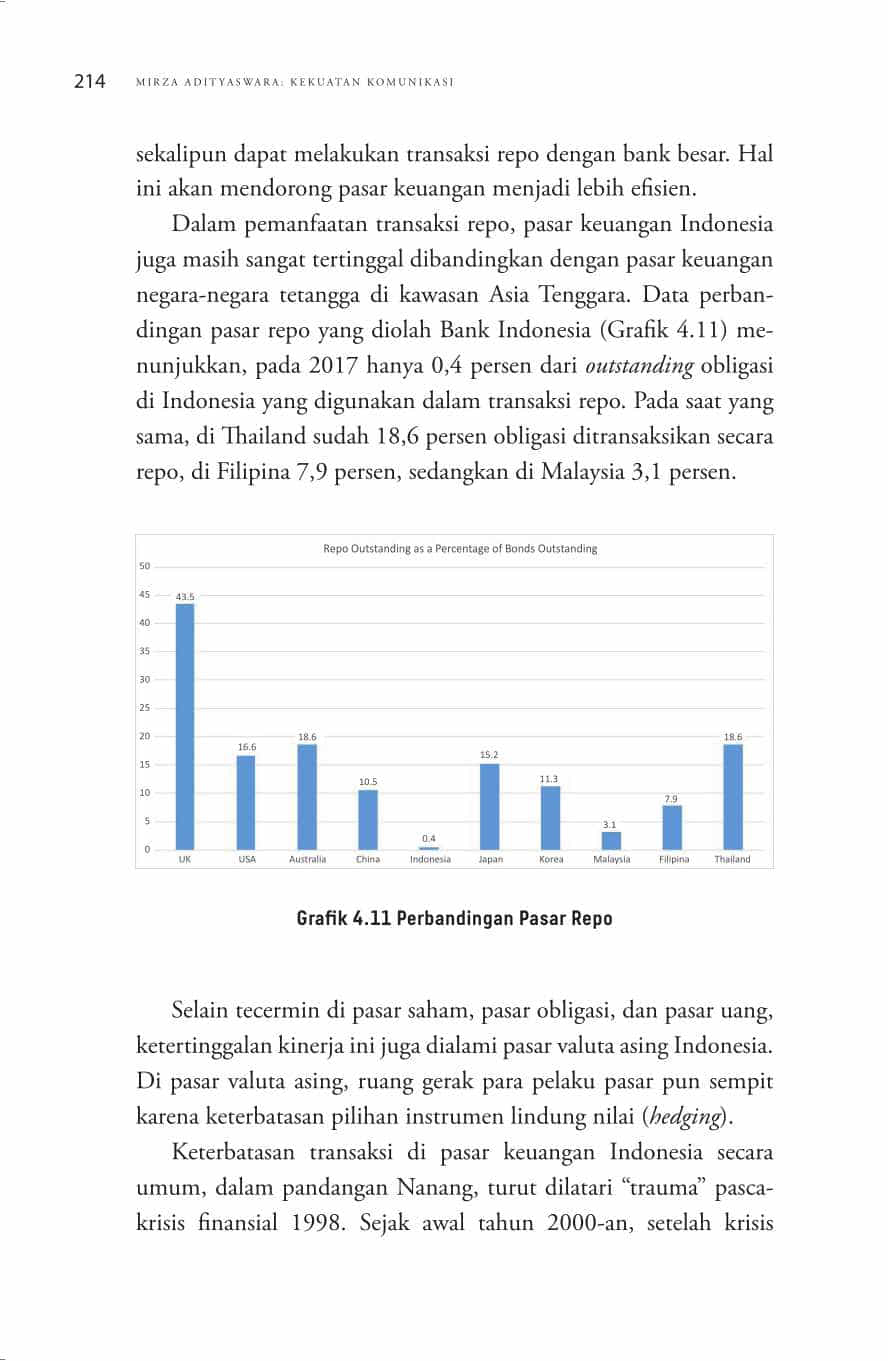 214 MIRZA ADITYASWARA: KEKUATAN KOMUNIKASI
sekalipun dapat melakukan transaksi repo dengan bank besar. Hal
ini akan mendorong pasar keuangan menjadi lebih efisien.
Dalam pemanfaatan transaksi repo, pasar keuangan Indonesia
juga masih sangat tertinggal dibandingkan dengan pasar keuangan
negara-negara tetangga di kawasan Asia Tenggara. Data perban-
dingan pasar repo yang diolah Bank Indonesia (Grafik 4.11) me-
nunjukkan, pada 2017 hanya 0,4 persen dari outstanding obligasi
di Indonesia yang digunakan dalam transaksi repo. Pada saat yang
sama, di Thailand sudah 18,6 persen obligasi ditransaksikan secara
repo, di Filipina 7,9 persen, sedangkan di Malaysia 3,1 persen.
Repo Outstanding as a Percentage of Bonds Outstanding
50
45
40
35
30
25
20
15
10
5
0
43.5
16.6
18.6
10.5
0.4
15.2
11.3
3.1
7.9
18.6
UK USA Australia China Indonesia Japan Korea Malaysia Filipina Thailand
Grafik 4.11 Perbandingan Pasar Repo
Selain tecermin di pasar saham, pasar obligasi, dan pasar uang,
ketertinggalan kinerja ini juga dialami pasar valuta asing Indonesia.
Di pasar valuta asing, ruang gerak para pelaku pasar pun sempit
karena keterbatasan pilihan instrumen lindung nilai (hedging).
Keterbatasan transaksi di pasar keuangan Indonesia secara
umum, dalam pandangan Nanang, turut dilatari “trauma” pasca-
krisis finansial 1998. Sejak awal tahun 2000-an, setelah krisis